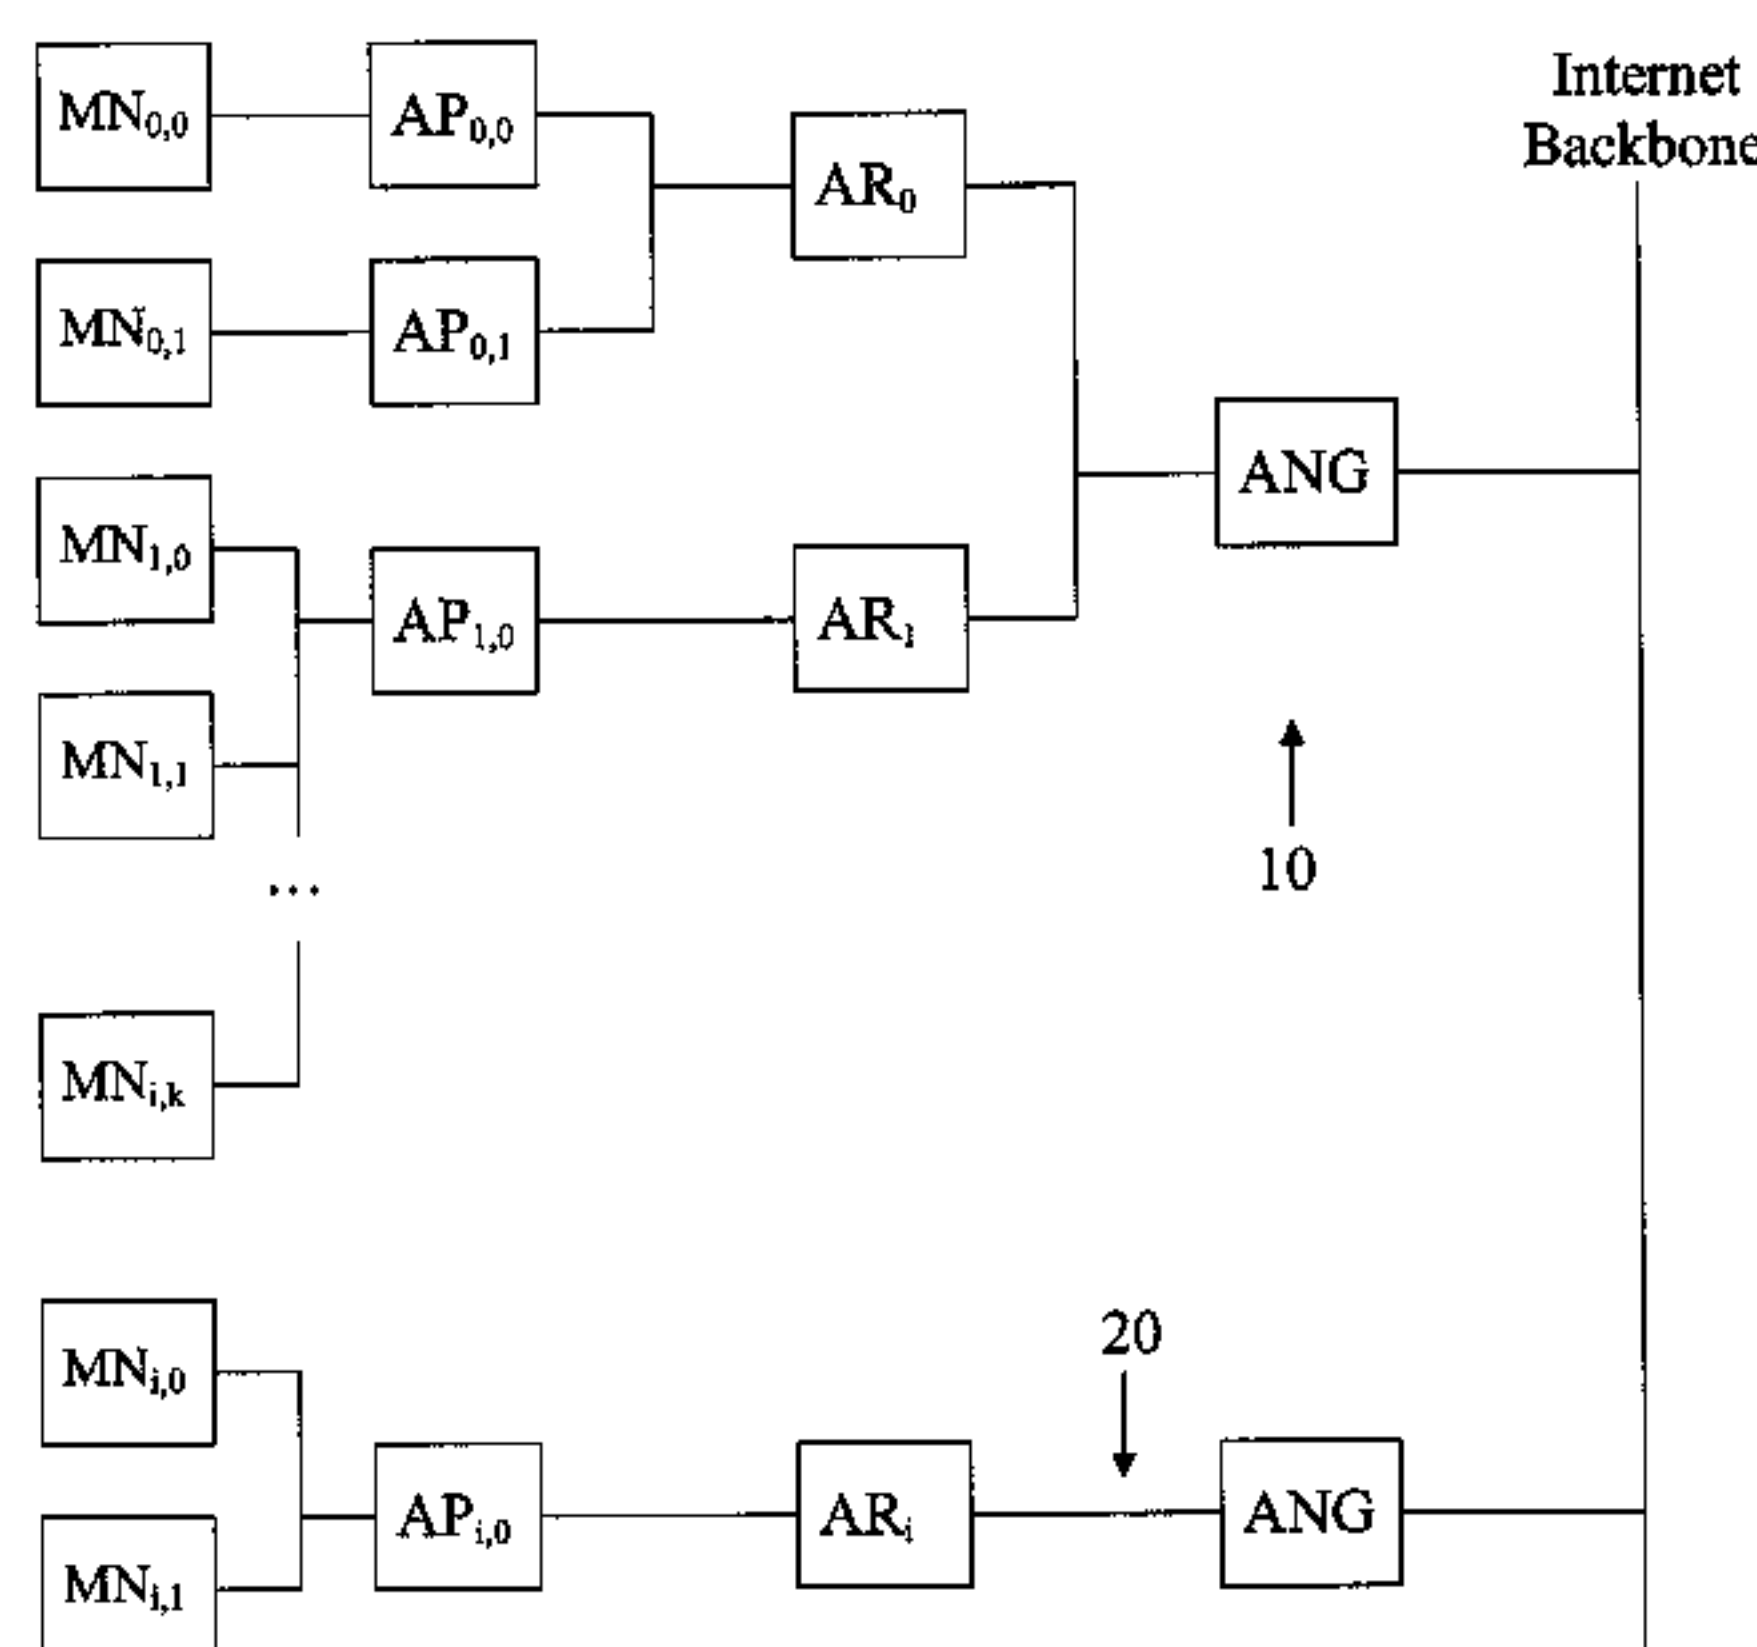 Internet
Backbone
MN0,0
AP0,0
AR0
MN0,1
AP0,1
ANG
MN1,0
AP1,0
AR1
MN1,1
10
...
MNi,k
20
MNi,0
APi,0
ARi
ANG
MNi,1